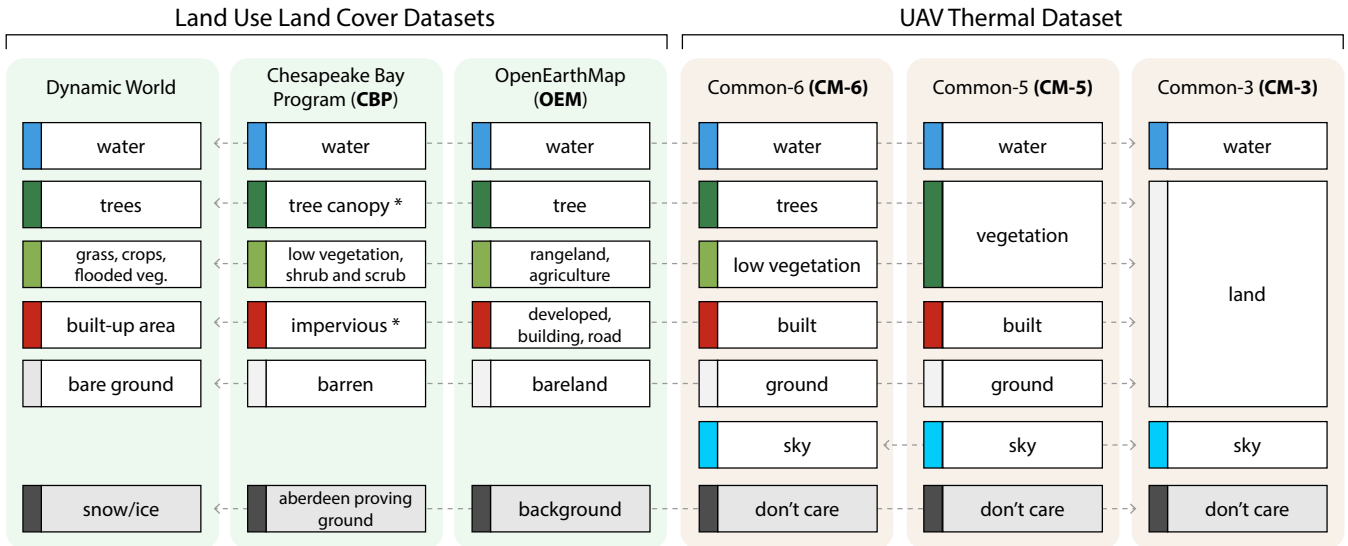 Land Use Land Cover Datasets
UAV Thermal Dataset
Dynamic World
Chesapeake Bay
Program (CBP)
OpenEarthMap
(OEM)
Common-6 (CM-6)
Common-5 (CM-5)
Common-3 (CM-3)
water
water
water
water
water
water
trees
tree canopy *
tree
trees
vegetation
land
grass, crops,
flooded veg.
low vegetation,
shrub and scrub
rangeland,
agriculture
low vegetation
built-up area
impervious *
developed,
building, road
built
built
bare ground
barren
bareland
ground
ground
sky
sky
sky
snow/ice
aberdeen proving
ground
background
don't care
don't care
don't care